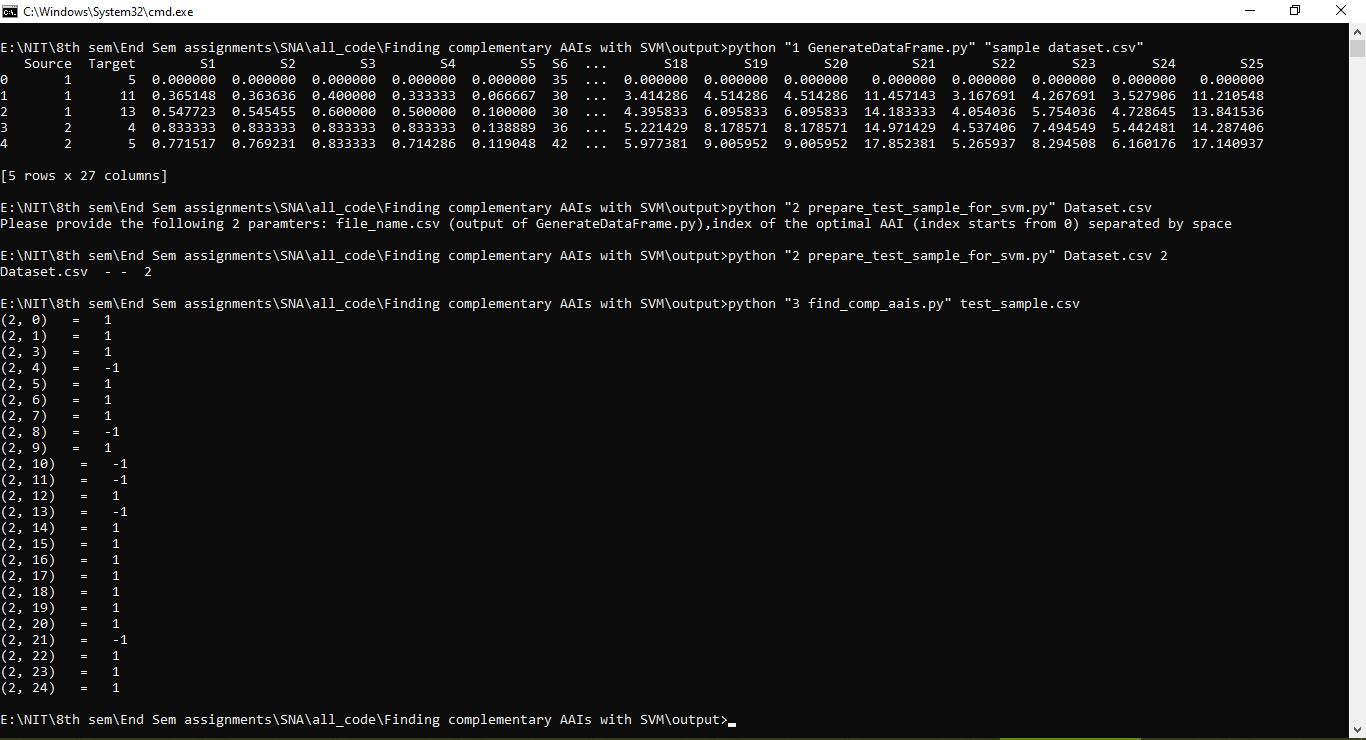 C:\Windows\System32\cmd.exe
E:\NIT\8th sem\End Sem assignments\SNA\all_code\Finding complementary AAIs with SVM\output>python "1 GenerateDataFrame.py" "sample dataset.csv"
   Source  Target        S1        S2        S3        S4        S5  S6  ...       S18       S19       S20        S21       S22       S23       S24        S25
0       1       5  0.000000  0.000000  0.000000  0.000000  0.000000  35  ...  0.000000  0.000000  0.000000   0.000000  0.000000  0.000000  0.000000   0.000000
1       1      11  0.365148  0.363636  0.400000  0.333333  0.066667  30  ...  3.414286  4.514286  4.514286  11.457143  3.167691  4.267691  3.527906  11.210548
2       1      13  0.547723  0.545455  0.600000  0.500000  0.100000  30  ...  4.395833  6.095833  6.095833  14.183333  4.054036  5.754036  4.728645  13.841536
3       2       4  0.833333  0.833333  0.833333  0.833333  0.138889  36  ...  5.221429  8.178571  8.178571  14.971429  4.537406  7.494549  5.442481  14.287406
4       2       5  0.771517  0.769231  0.833333  0.714286  0.119048  42  ...  5.977381  9.005952  9.005952  17.852381  5.265937  8.294508  6.160176  17.140937
[5 rows x 27 columns]
E:\NIT\8th sem\End Sem assignments\SNA\all_code\Finding complementary AAIs with SVM\output>python "2 prepare_test_sample_for_svm.py" Dataset.csv
Please provide the following 2 paramters: file_name.csv (output of GenerateDataFrame.py),index of the optimal AAI (index starts from 0) separated by space
E:\NIT\8th sem\End Sem assignments\SNA\all_code\Finding complementary AAIs with SVM\output>python "2 prepare_test_sample_for_svm.py" Dataset.csv 2
Dataset.csv  - -  2
E:\NIT\8th sem\End Sem assignments\SNA\all_code\Finding complementary AAIs with SVM\output>python "3 find_comp_aais.py" test_sample.csv
(2, 0)   =   1
(2, 1)   =   1
(2, 3)   =   1
(2, 4)   =   -1
(2, 5)   =   1
(2, 6)   =   1
(2, 7)   =   1
(2, 8)   =   -1
(2, 9)   =   1
(2, 10)   =   -1
(2, 11)   =   -1
(2, 12)   =   1
(2, 13)   =   -1
(2, 14)   =   1
(2, 15)   =   1
(2, 16)   =   1
(2, 17)   =   1
(2, 18)   =   1
(2, 19)   =   1
(2, 20)   =   1
(2, 21)   =   -1
(2, 22)   =   1
(2, 23)   =   1
(2, 24)   =   1
E:\NIT\8th sem\End Sem assignments\SNA\all_code\Finding complementary AAIs with SVM\output>